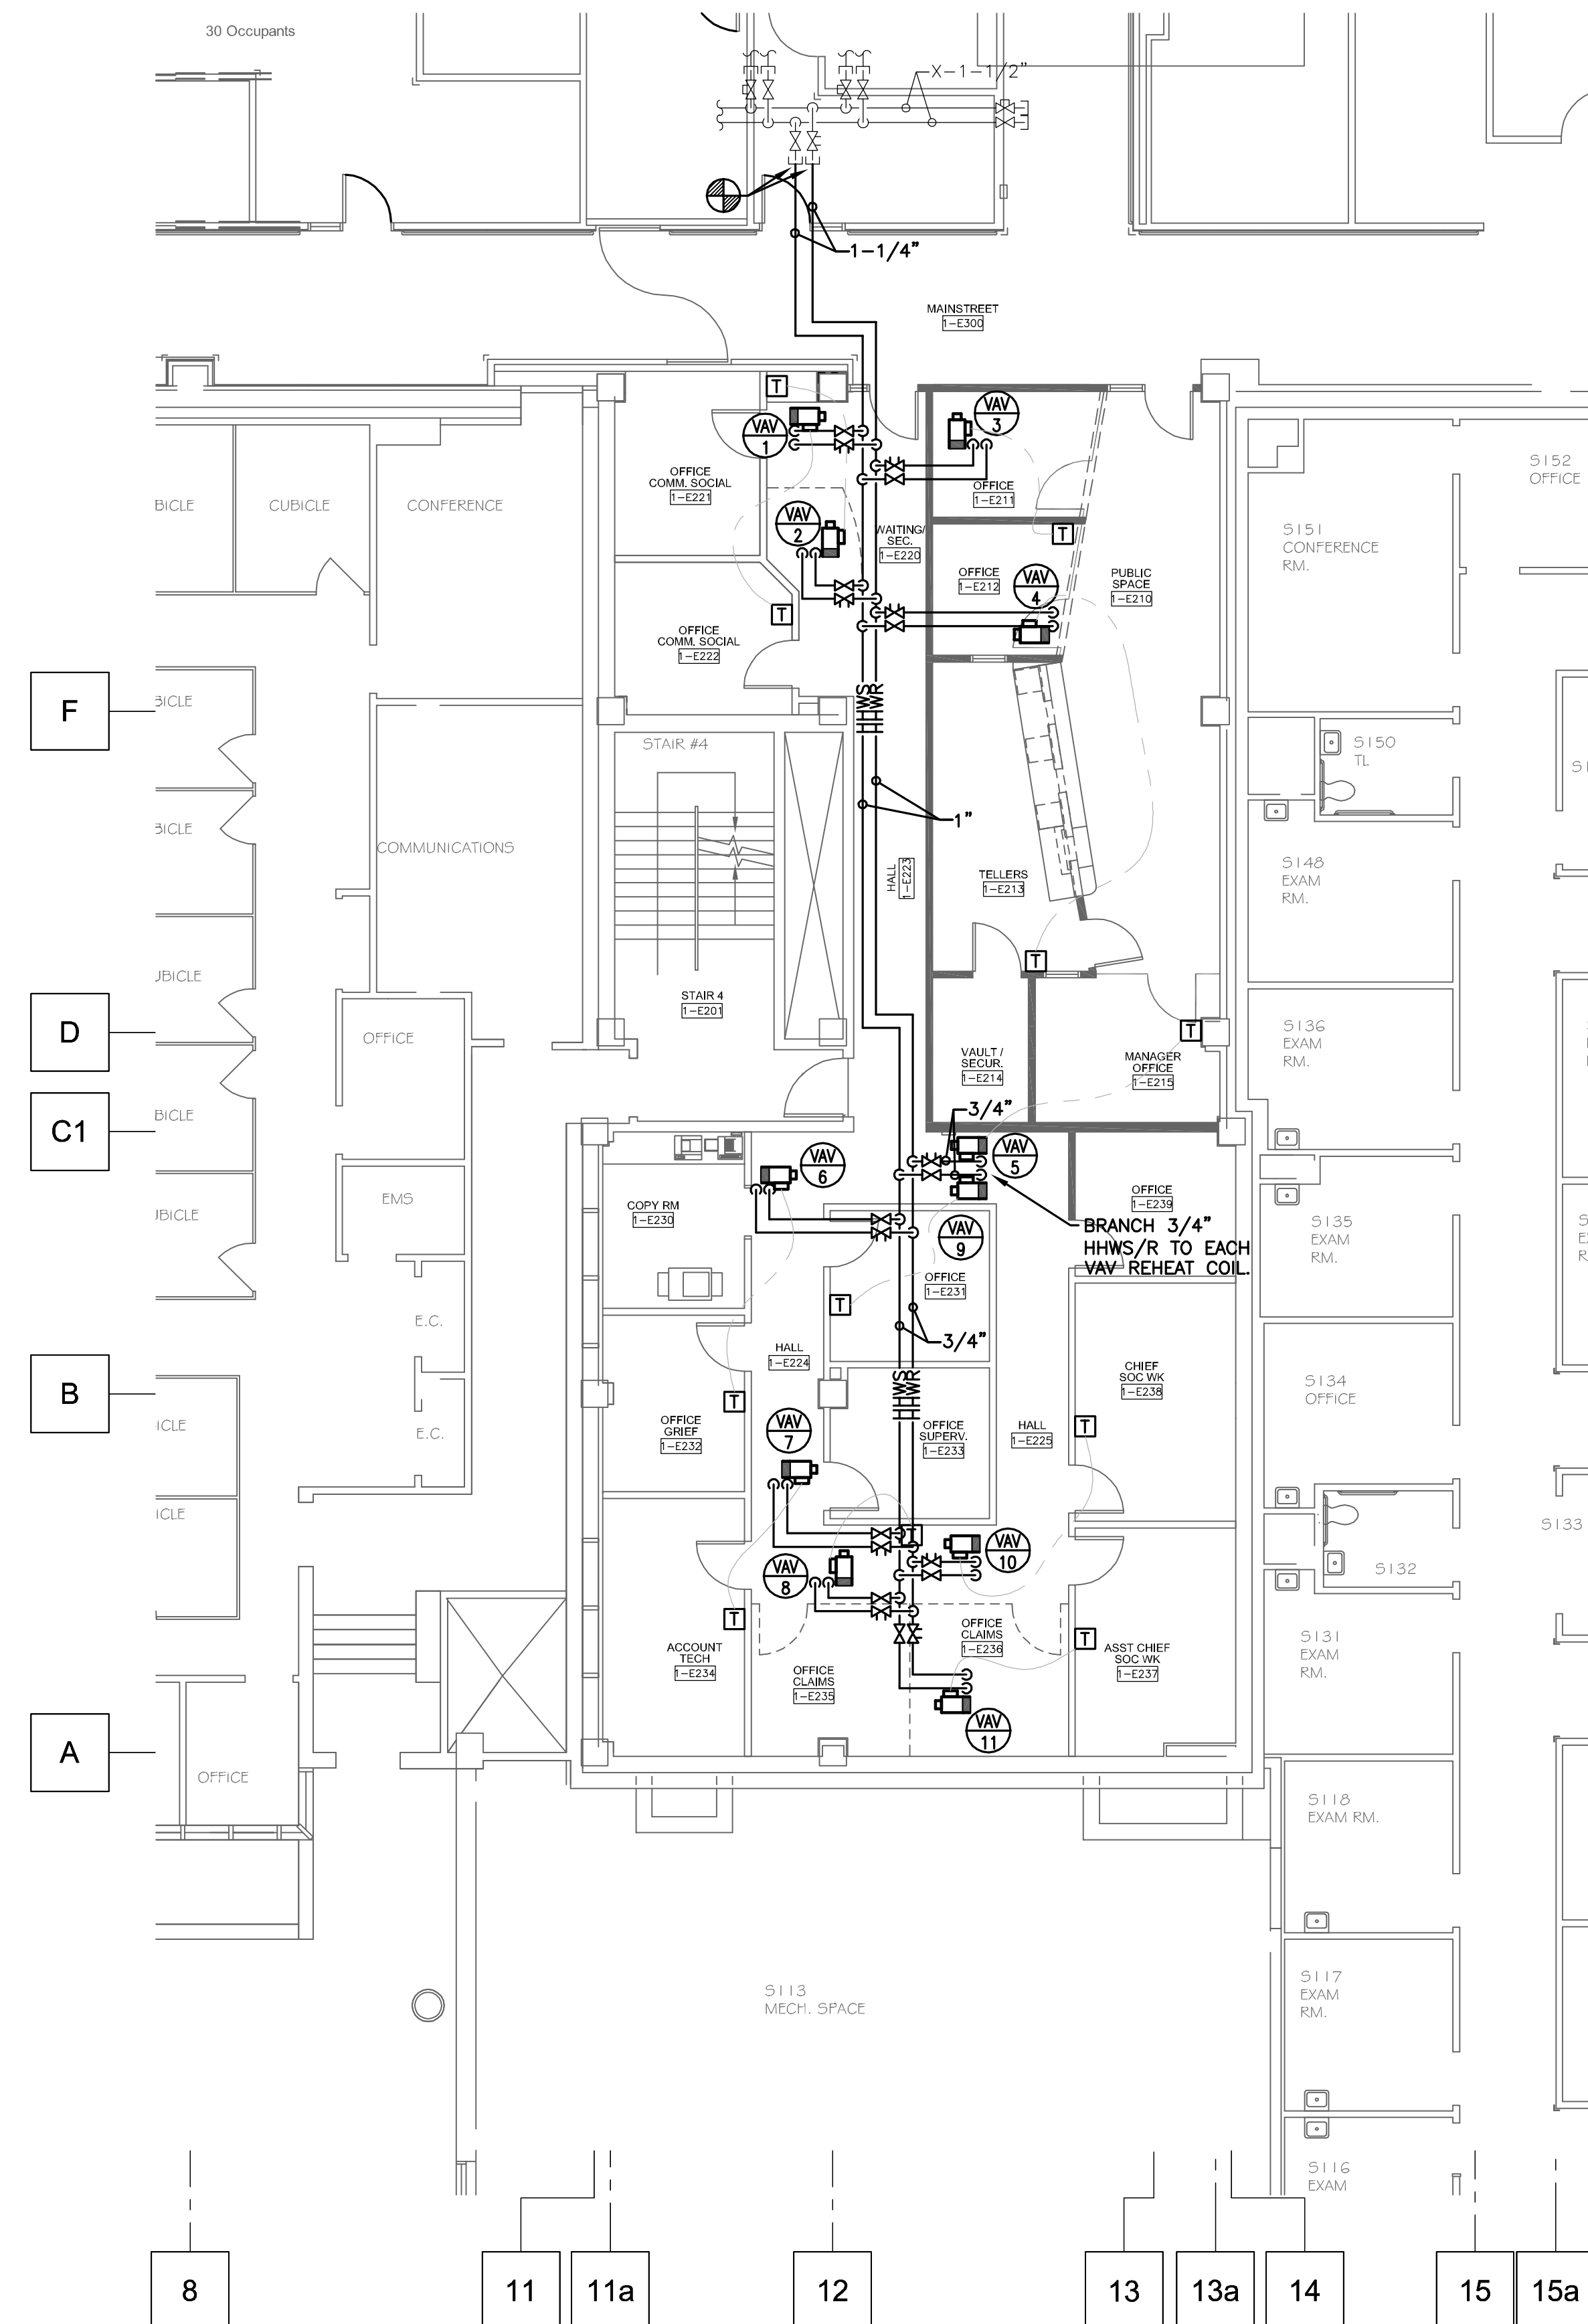 30 Occupants
X-1-1/2"
1-1/4"
MAINSTREET
1-E300
T
VAV
1
VAV
3
OFFICE
COMM. SOCIAL
1-E221
OFFICE
1-E211
BICLE
CUBICLE
CONFERENCE
VAV
2
WAITING/
SEC.
1-E220
T
S151
CONFERENCE
RM.
S152
OFFICE
OFFICE
1-E212
VAV
4
PUBLIC
SPACE
1-E210
T
OFFICE
COMM. SOCIAL
1-E222
F
HHWS
HHWR
STAIR #4
S150
TL
1"
COMMUNICATIONS
HALL
1-E223
TELLERS
1-E213
S148
EXAM
RM.
T
UBICLE
STAIR 4
1-E201
D
OFFICE
T
S136
EXAM
RM.
VAULT /
SECUR.
1-E214
MANAGER
OFFICE
1-E215
C1
BICLE
3/4"
VAV
5
VAV
6
EMS
COPY RM
1-E230
OFFICE
1-E239
UBICLE
S135
EXAM
RM.
VAV
9
BRANCH 3/4"
HHWS/R TO EACH
VAV REHEAT COIL.
OFFICE
1-E231
T
E.C.
3/4"
HALL
1-E224
CHIEF
SOC WK
1-E238
B
S134
OFFICE
HHWS
HHWR
T
ICLE
E.C.
OFFICE
GRIEF
1-E232
VAV
7
OFFICE
SUPERV.
1-E233
HALL
1-E225
T
ICLE
S133
T
VAV
10
VAV
8
S132
T
ACCOUNT
TECH
1-E234
OFFICE
CLAIMS
1-E235
OFFICE
CLAIMS
1-E236
T
ASST CHIEF
SOC WK
1-E237
S131
EXAM
RM.
VAV
11
A
OFFICE
S118
EXAM RM.
S113
MECH. SPACE
S117
EXAM
RM.
S116
EXAM
8
11
11a
12
13
13a
14
15
15a